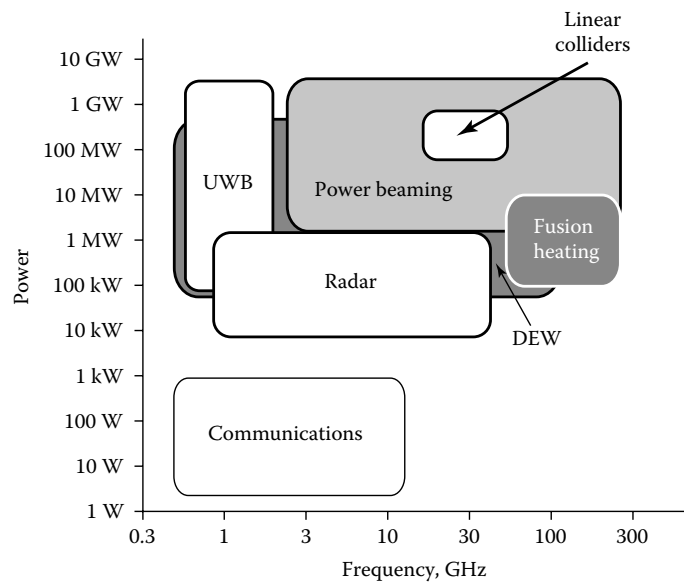 Linear
colliders
10 GW
1 GW
100 MW
10 MW
1 MW
100 kW
10 kW
1 kW
100 W
10 W
1 W
Power
UWB
Power beaming
Fusion
heating
Radar
DEW
Communications
0.3
1
3
10
30
100
300
Frequency, GHz